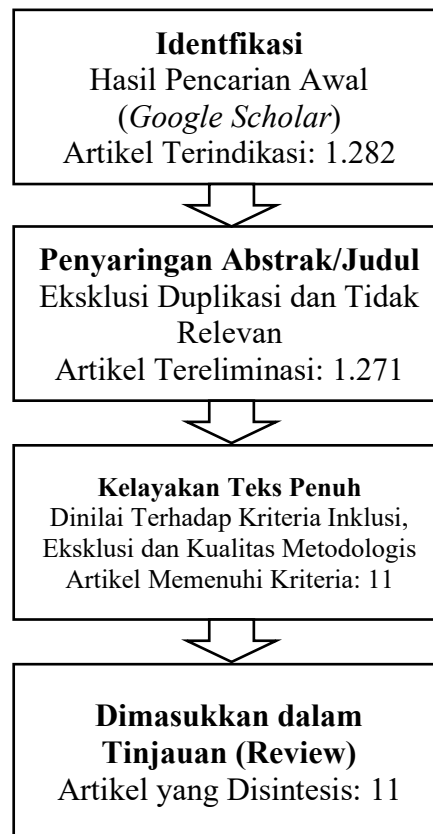 Identfikasi
Hasil Pencarian Awal
(Google Scholar)
Artikel Terindikasi: 1.282
Penyaringan Abstrak/Judul
Eksklusi Duplikasi dan Tidak
Relevan
Artikel Tereliminasi: 1.271
Kelayakan Teks Penuh
Dinilai Terhadap Kriteria Inklusi,
Eksklusi dan Kualitas Metodologis
Artikel Memenuhi Kriteria: 11
Dimasukkan dalam
Tinjauan (Review)
Artikel yang Disintesis: 11